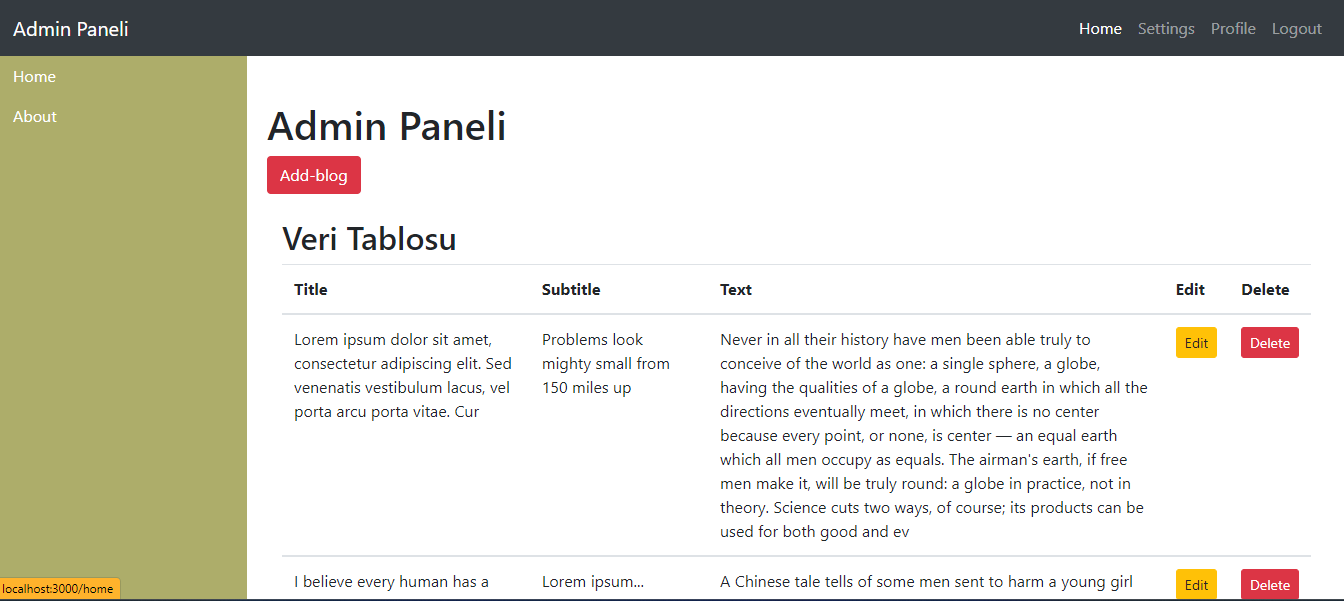 Admin Paneli
Home Settings Profile Logout
Home
About
Admin Paneli
Add-blog
Veri Tablosu
Title Subtitle Text Edit Delete
Lorem ipsum dolor sit amet,
consectetur adipiscing elit. Sed
venenatis vestibulum lacus, vel
porta arcu porta vitae. Cur
Problems look
mighty small from
150 miles up
Never in all their history have men been able truly to
conceive of the world as one: a single sphere, a globe,
having the qualities of a globe, a round earth in which all the
directions eventually meet, in which there is no center
because every point, or none, is center — an equal earth
which all men occupy as equals. The airman's earth, if free
men make it, will be truly round: a globe in practice, not in
theory. Science cuts two ways, of course; its products can be
used for both good and ev
Edit
Delete
I believe every human has a
Lorem ipsum...
A Chinese tale tells of some men sent to harm a young girl
Edit
Delete
localhost:3000/home